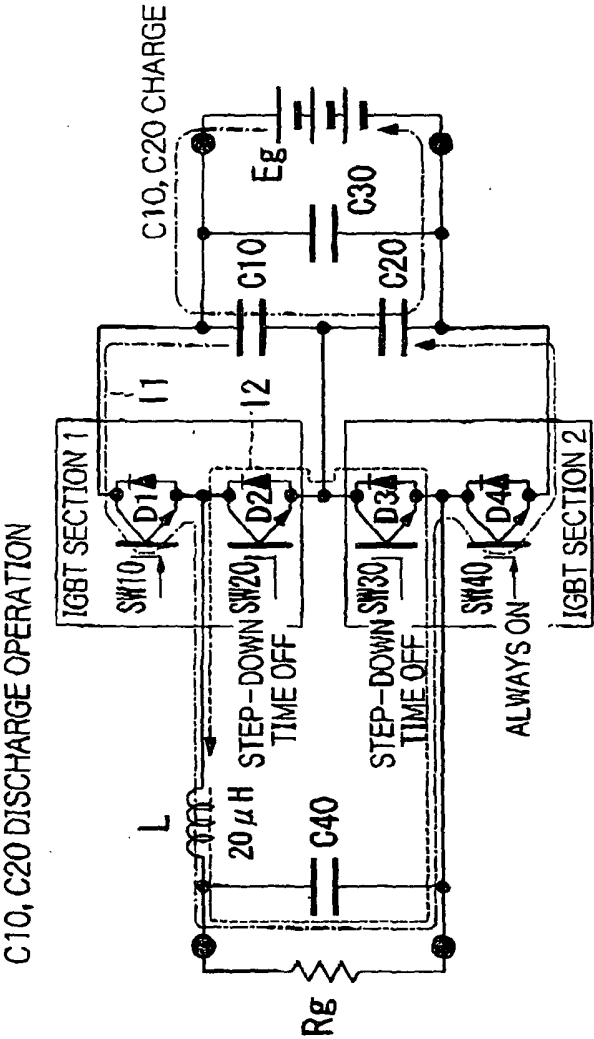 C10, C20 DISCHARGE OPERATION
C10, C20 CHARGE
IGBT SECTION 1
I1
I2
SW10
D1
SW20
D2
STEP-DOWN
TIME OFF
SW30
D3
STEP-DOWN
TIME OFF
SW40
D4
ALWAYS ON
IGBT SECTION 2
L
20μH
C40
Rg
C10
C20
C30
Eg